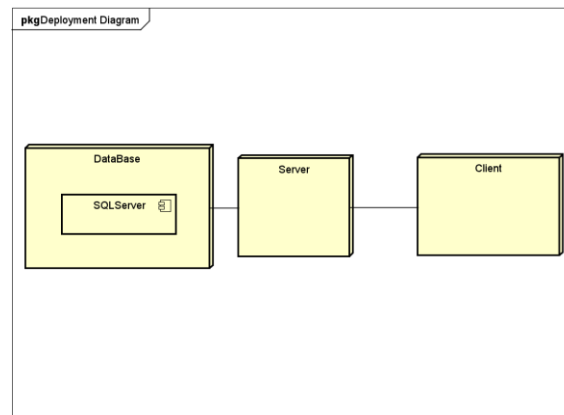 pkgDeployment Diagram
DataBase
SQLServer
Server
Client